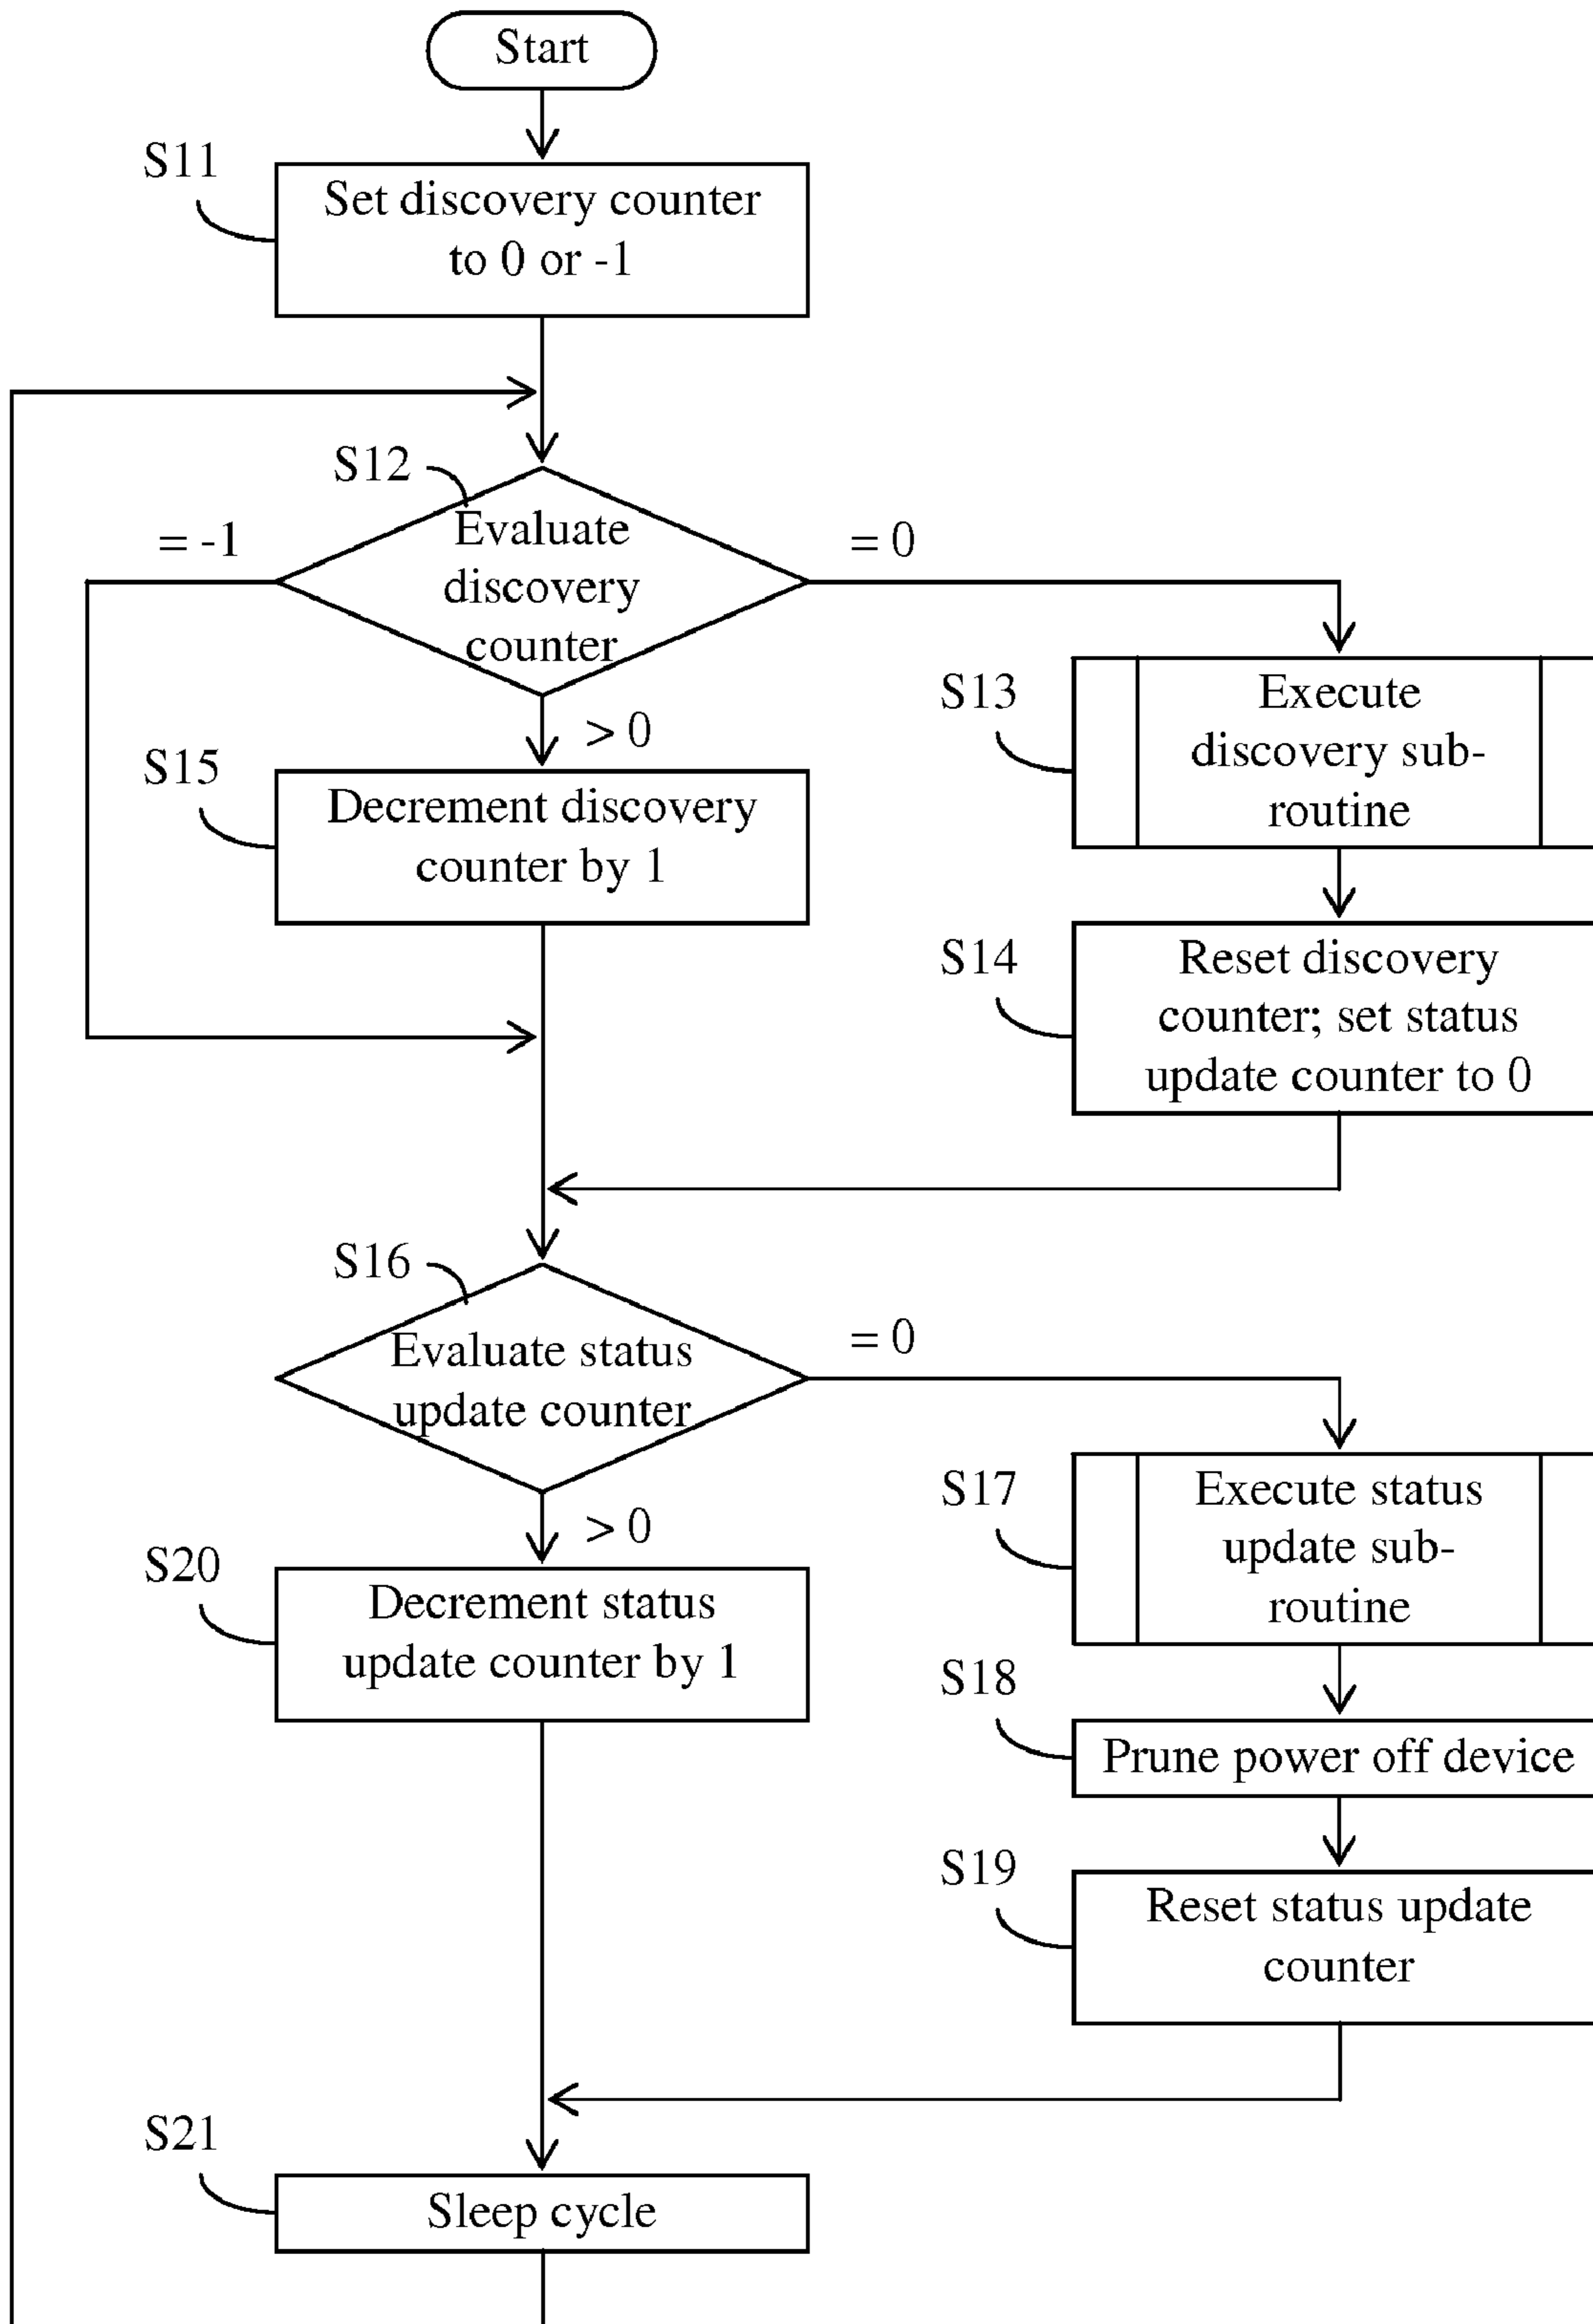 Start
S11
Set discovery counter
to 0 or -1
S12
= -1
Evaluate
discovery
counter
= 0
> 0
S13
Execute
discovery sub-
routine
S15
Decrement discovery
counter by 1
S14
Reset discovery
counter; set status
update counter to 0
S16
Evaluate status
update counter
= 0
> 0
S17
Execute status
update sub-
routine
S20
Decrement status
update counter by 1
S18
Prune power off device
S19
Reset status update
counter
S21
Sleep cycle